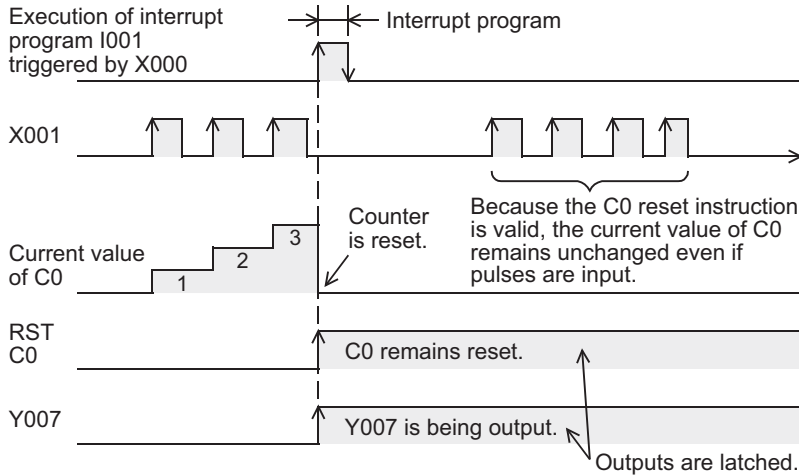 Execution of interrupt
program I001
triggered by X000
Interrupt program
X001
Because the C0 reset instruction
is valid, the current value of C0
remains unchanged even if
pulses are input.
Counter
is reset.
Current value
of C0
1
2
3
RST
C0
C0 remains reset.
Y007
Y007 is being output.
Outputs are latched.